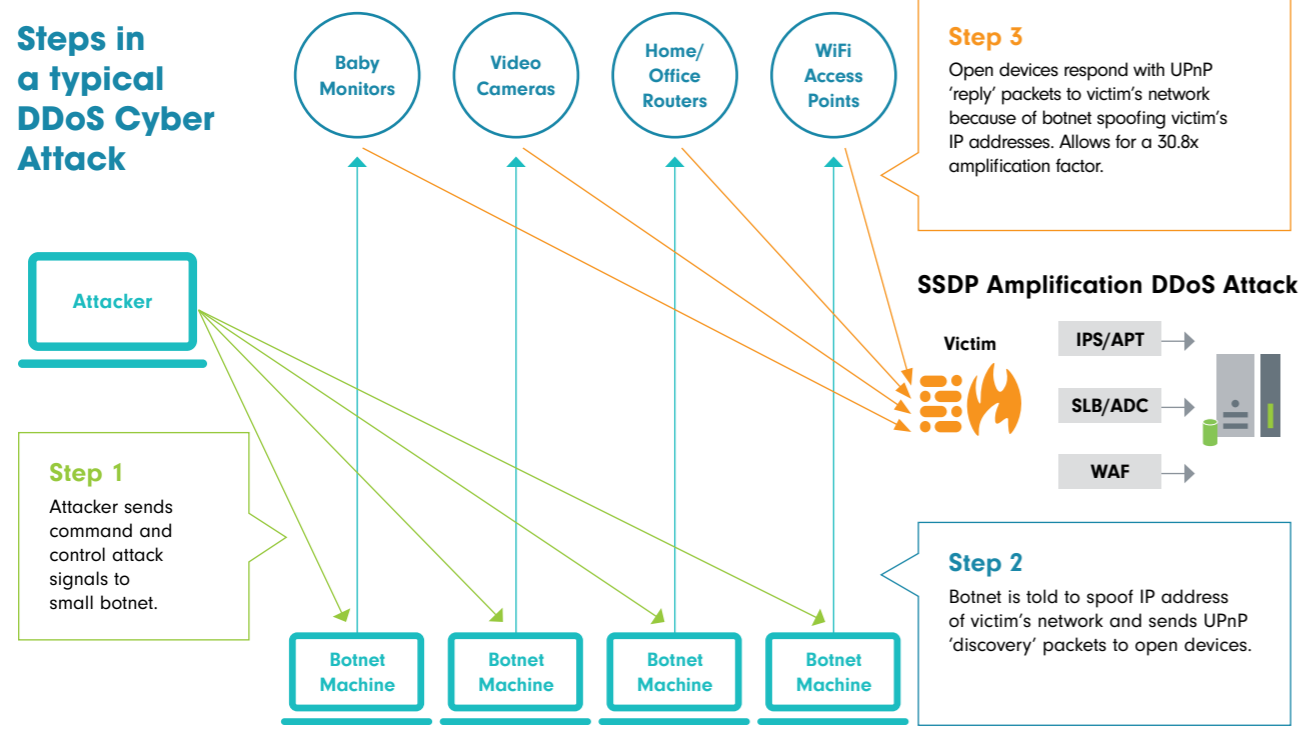 Steps in
a typical
DDoS Cyber
Attack
Baby
Monitors
Video
Cameras
Home/
Office
Routers
WiFi
Access
Points
Step 3
Open devices respond with UPnP
‘reply’ packets to victim’s network
because of botnet spoofing victim’s
IP addresses. Allows for a 30.8x
amplification factor.
Attacker
SSDP Amplification DDoS Attack
Victim
IPS/APT
SLB/ADC
WAF
Step 1
Attacker sends
command and
control attack
signals to
small botnet.
Step 2
Botnet is told to spoof IP address
of victim’s network and sends UPnP
‘discovery’ packets to open devices.
Botnet
Machine
Botnet
Machine
Botnet
Machine
Botnet
Machine